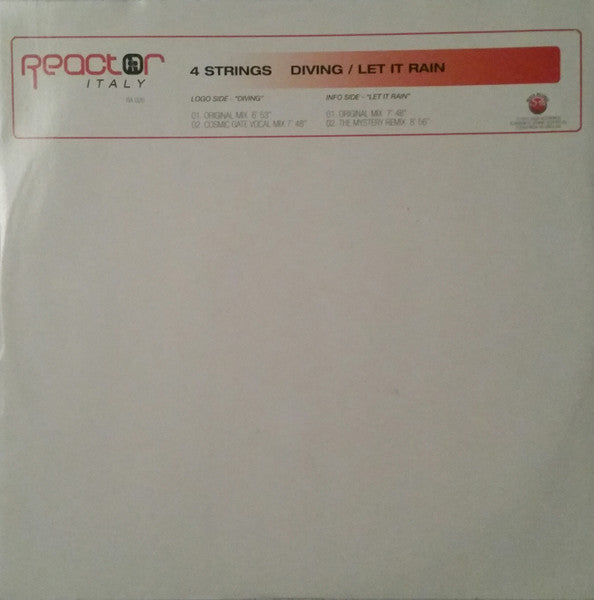 Reactor
ITALY
4 STRINGS DIVING / LET IT RAIN
LOGO SIDE - "DIVING"
01. ORIGINAL MIX 6' 53"
02. COSMIC GATE VOCAL MIX 7' 48"
INFO SIDE - "LET IT RAIN"
01. ORIGINAL MIX 7' 48"
02. THE MYSTERY REMIX 8' 56"